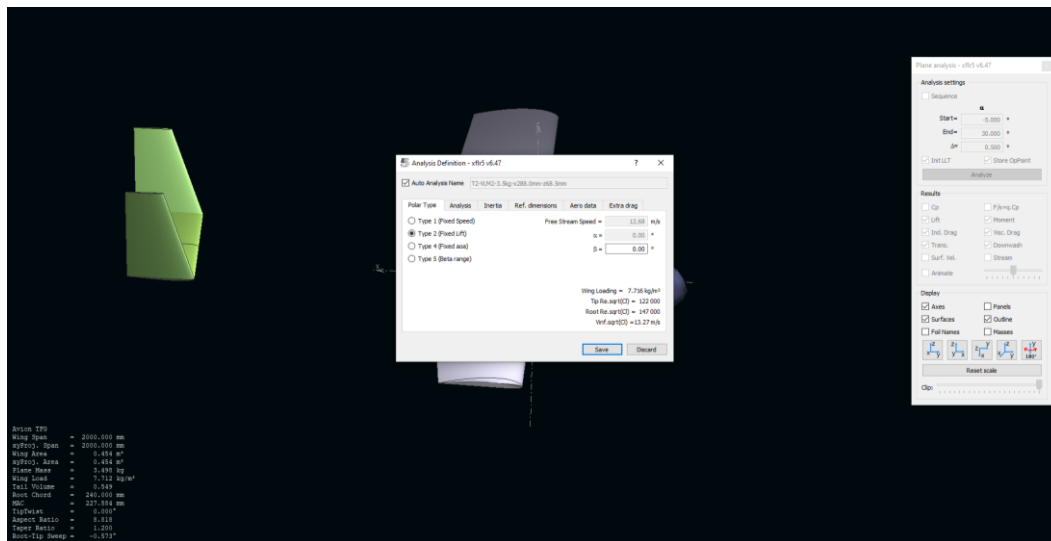 Analysis Definition - xflr5 v6.47
? ×
Auto Analysis Name T2-VLM2-3.5kg-x288.0mm-z68.3mm
Polar Type Analysis Inertia Ref. dimensions Aero data Extra drag
Type 1 (Fixed Speed)
Type 2 (Fixed Lift)
Type 4 (Fixed aoa)
Type 5 (Beta range)
Free Stream Speed = 12.68 m/s
α = 0.00 °
β = 0.00 °
Wing Loading = 7.716 kg/m²
Tip Re.sqrt(Cl) = 122 000
Root Re.sqrt(Cl) = 147 000
Vinf.sqrt(Cl) =13.27 m/s
Save Discard
Plane analysis - xflr5 v6.47
Analysis settings
Sequence
α
Start= -5.000 °
End= 30.000 °
Δ= 0.500 °
Init LLT Store OpPoint
Analyze
Results
Cp F/s=q.Cp
Lift Moment
Ind. Drag Visc. Drag
Trans. Downwash
Surf. Vel. Stream
Animate
Display
Axes Panels
Surfaces Outline
Foil Names Masses
Reset scale
Clip:
Avion TFG
Wing Span = 2000.000 mm
xyProj. Span = 2000.000 mm
Wing Area = 0.454 m²
xyProj. Area = 0.454 m²
Plane Mass = 3.498 kg
Wing Load = 7.712 kg/m²
Tail Volume = 0.549
Root Chord = 240.000 mm
MAC = 227.884 mm
TipTwist = 0.000°
Aspect Ratio = 8.818
Taper Ratio = 1.200
Root-Tip Sweep = -0.573°